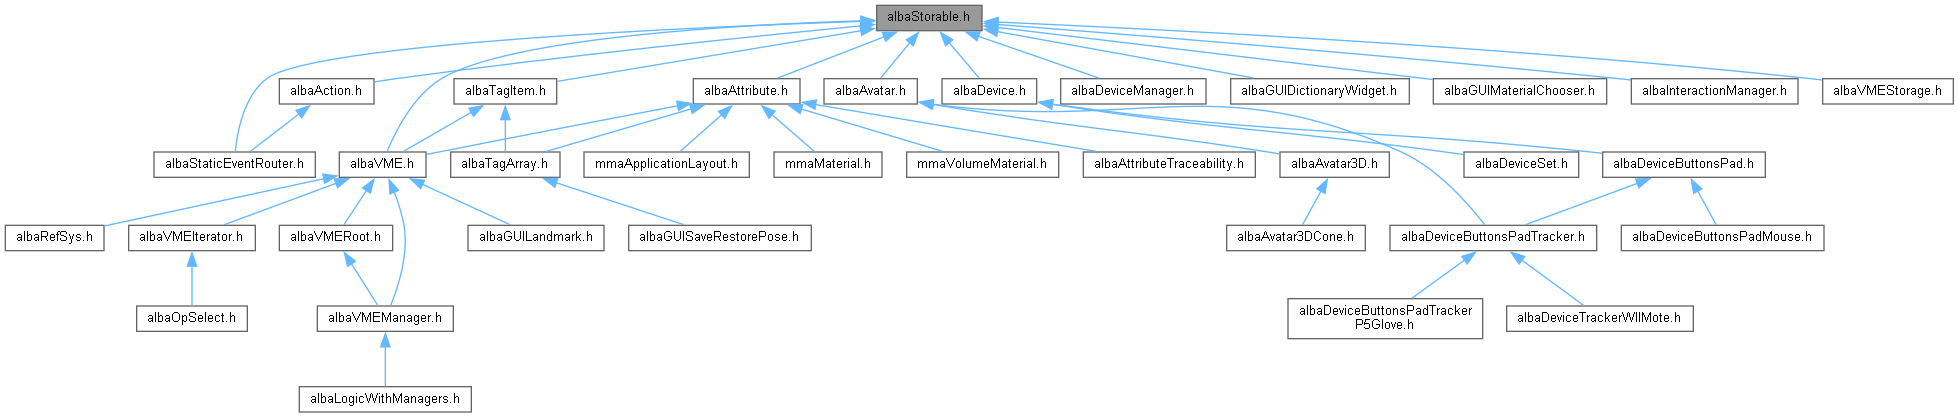 albaStorable.h
albaAction.h
albaTagItem.h
albaAttribute.h
albaAvatar.h
albaDevice.h
albaDeviceManager.h
albaGUIDictionaryWidget.h
albaGUIMaterialChooser.h
albaInteractionManager.h
albaVMEStorage.h
albaStaticEventRouter.h
albaVME.h
albaTagArray.h
mmaApplicationLayout.h
mmaMaterial.h
mmaVolumeMaterial.h
albaAttributeTraceability.h
albaAvatar3D.h
albaDeviceSet.h
albaDeviceButtonsPad.h
albaRefSys.h
albaVMEIterator.h
albaVMERoot.h
albaGUILandmark.h
albaGUISaveRestorePose.h
albaAvatar3DCone.h
albaDeviceButtonsPadTracker.h
albaDeviceButtonsPadMouse.h
albaOpSelect.h
albaVMEManager.h
albaDeviceButtonsPadTracker
P5Glove.h
albaDeviceTrackerWIIMote.h
albaLogicWithManagers.h